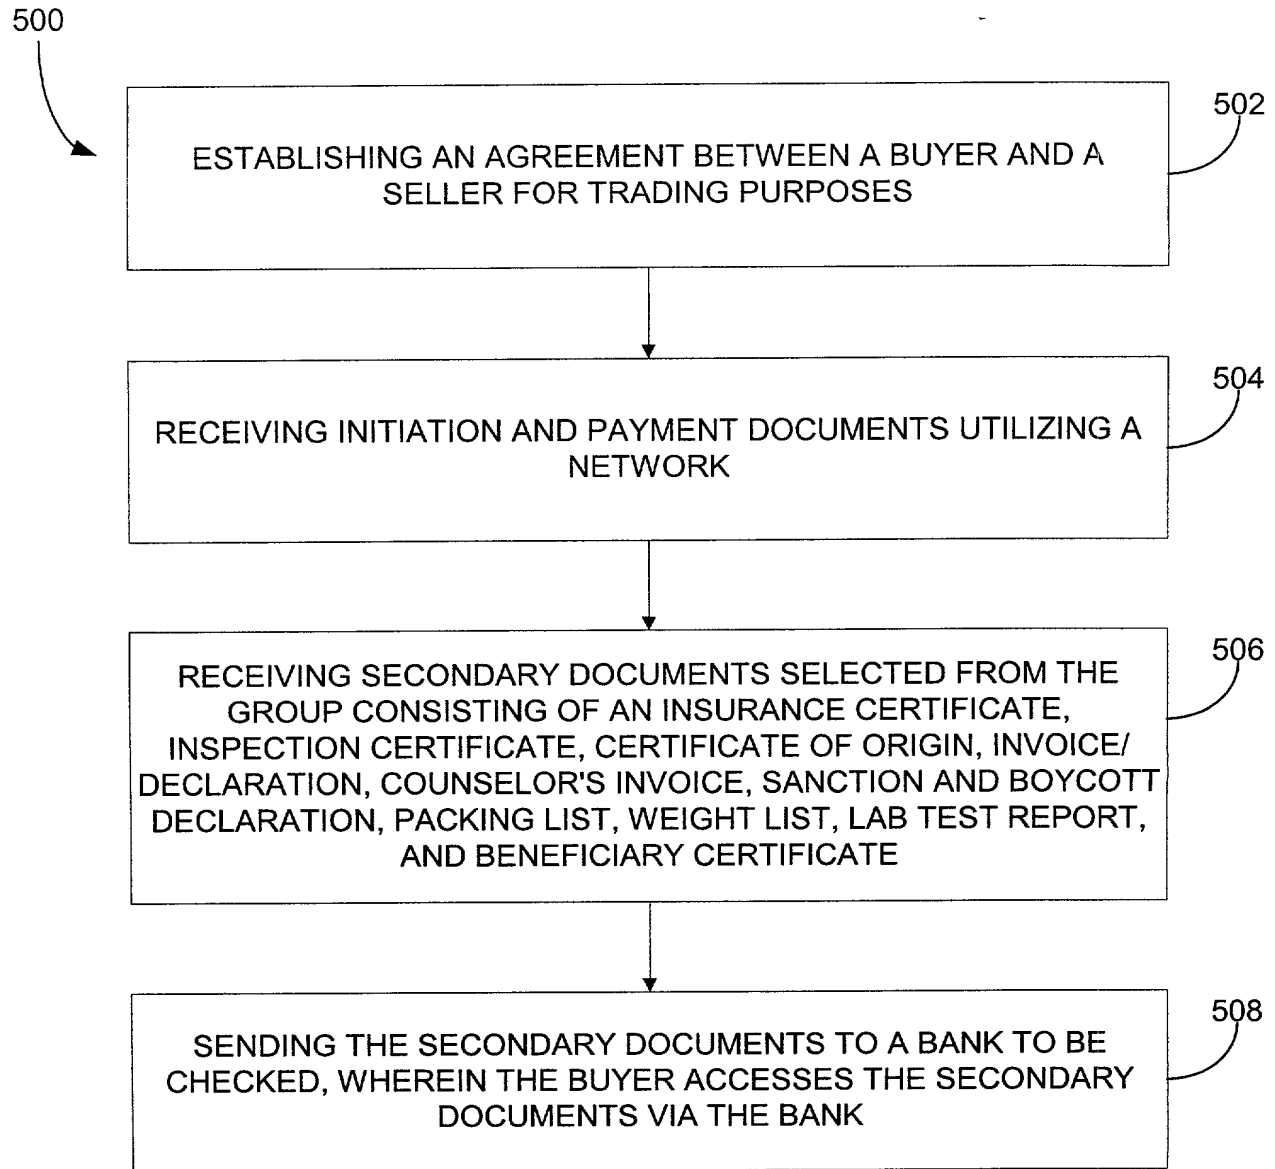 500
502
ESTABLISHING AN AGREEMENT BETWEEN A BUYER AND A
SELLER FOR TRADING PURPOSES
504
RECEIVING INITIATION AND PAYMENT DOCUMENTS UTILIZING A
NETWORK
506
RECEIVING SECONDARY DOCUMENTS SELECTED FROM THE
GROUP CONSISTING OF AN INSURANCE CERTIFICATE,
INSPECTION CERTIFICATE, CERTIFICATE OF ORIGIN, INVOICE/
DECLARATION, COUNSELOR'S INVOICE, SANCTION AND BOYCOTT
DECLARATION, PACKING LIST, WEIGHT LIST, LAB TEST REPORT,
AND BENEFICIARY CERTIFICATE
508
SENDING THE SECONDARY DOCUMENTS TO A BANK TO BE
CHECKED, WHEREIN THE BUYER ACCESSES THE SECONDARY
DOCUMENTS VIA THE BANK